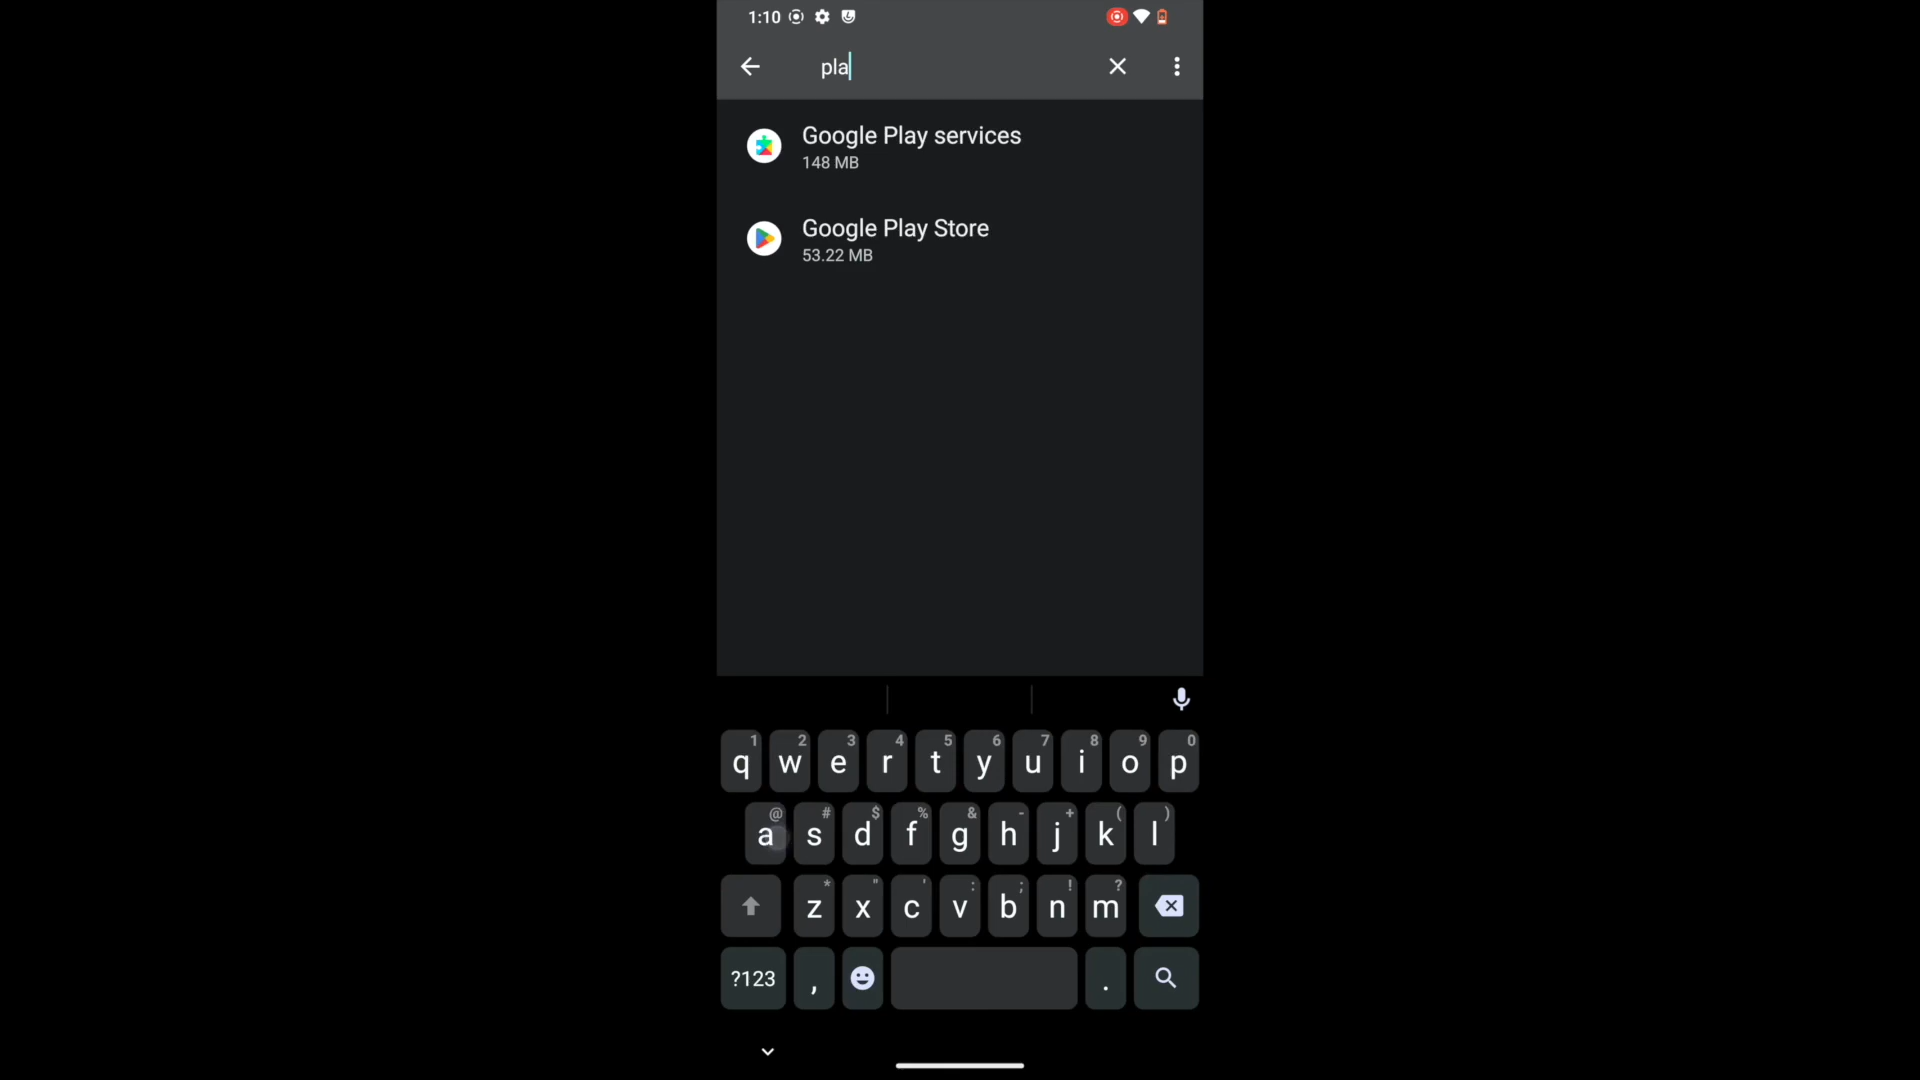 1:10
pla
Google Play services
148 MB
Google Play Store
53.22 MB
1 2 3 4 5 6 7 8 9 0
q w e r t y u i o p
@ # $ % & - + ( )
a s d f g h j k l
* " ' : ; ! ?
z x c v b n m
?123 , .